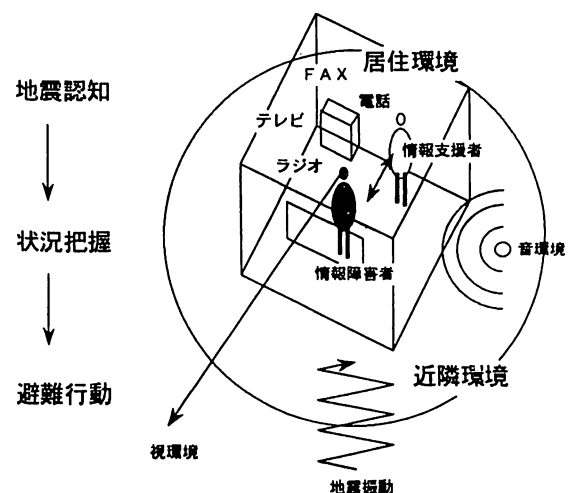 地震認知
状況把握
避難行動
居住環境
FAX
電話
テレビ
情報支援者
ラジオ
音環境
情報障害者
近隣環境
視環境
地震振動